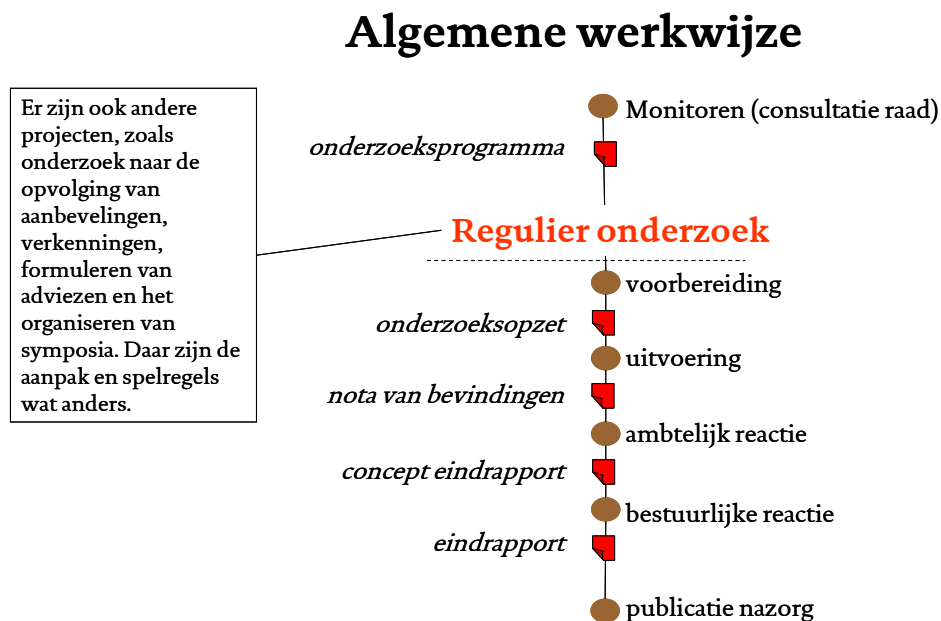 Algemene werkwijze
Er zijn ook andere
projecten, zoals
onderzoek naar de
opvolging van
aanbevelingen,
verkenningen,
formuleren van
adviezen en het
organiseren van
symposia. Daar zijn de
aanpak en spelregels
wat anders.
Monitoren (consultatie raad)
onderzoeksprogramma
Regulier onderzoek
voorbereiding
onderzoeksopzet
uitvoering
nota van bevindingen
ambtelijk reactie
concept eindrapport
bestuurlijke reactie
eindrapport
publicatie nazorg